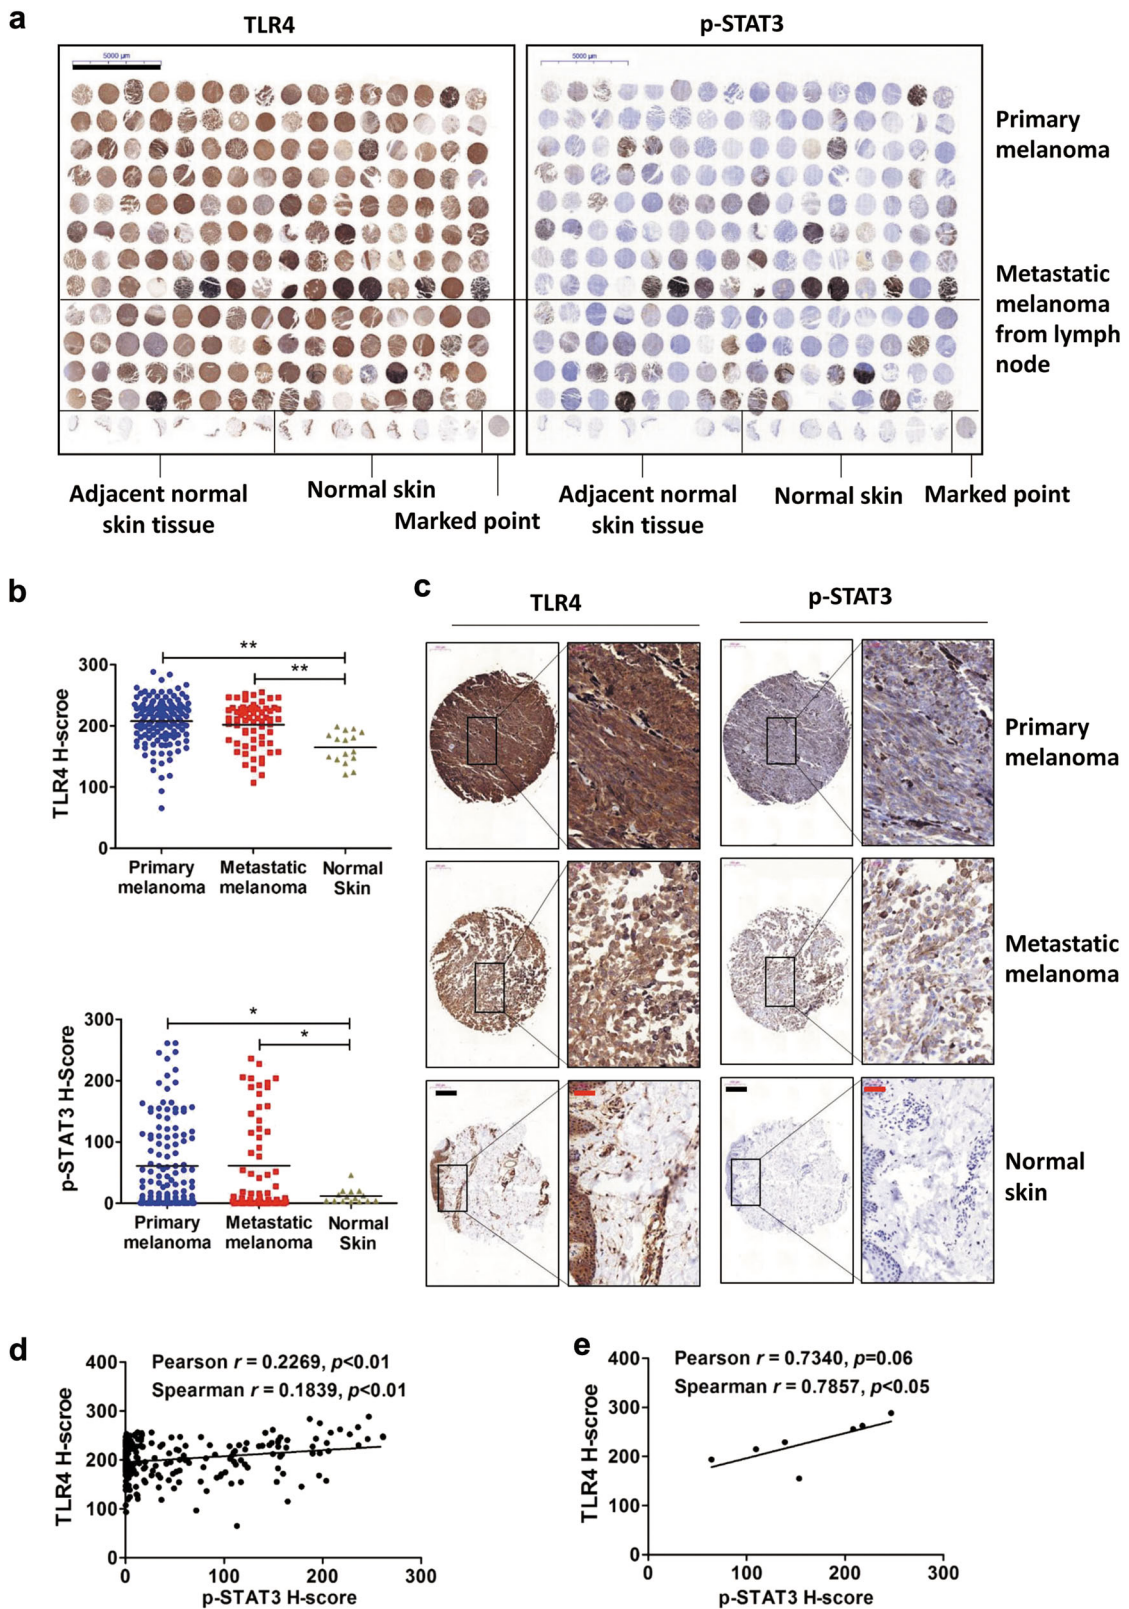 a
TLR4
p-STAT3
5000 µm
5000 µm
Primary
melanoma
Metastatic
melanoma
from lymph
node
Adjacent normal
skin tissue
Normal skin
Marked point
Adjacent normal
skin tissue
Normal skin
Marked point
b
**
**
300
200
100
0
TLR4 H-scroe
Primary
melanoma
Metastatic
melanoma
Normal
Skin
*
*
300
200
100
0
p-STAT3 H-Score
Primary
melanoma
Metastatic
melanoma
Normal
Skin
c
TLR4
p-STAT3
Primary
melanoma
Metastatic
melanoma
Normal
skin
d
Pearson r = 0.2269, p<0.01
Spearman r = 0.1839, p<0.01
400
300
200
100
0
TLR4 H-scroe
0
100
200
300
p-STAT3 H-score
e
Pearson r = 0.7340, p=0.06
Spearman r = 0.7857, p<0.05
400
300
200
100
0
TLR4 H-scroe
0
100
200
300
p-STAT3 H-score